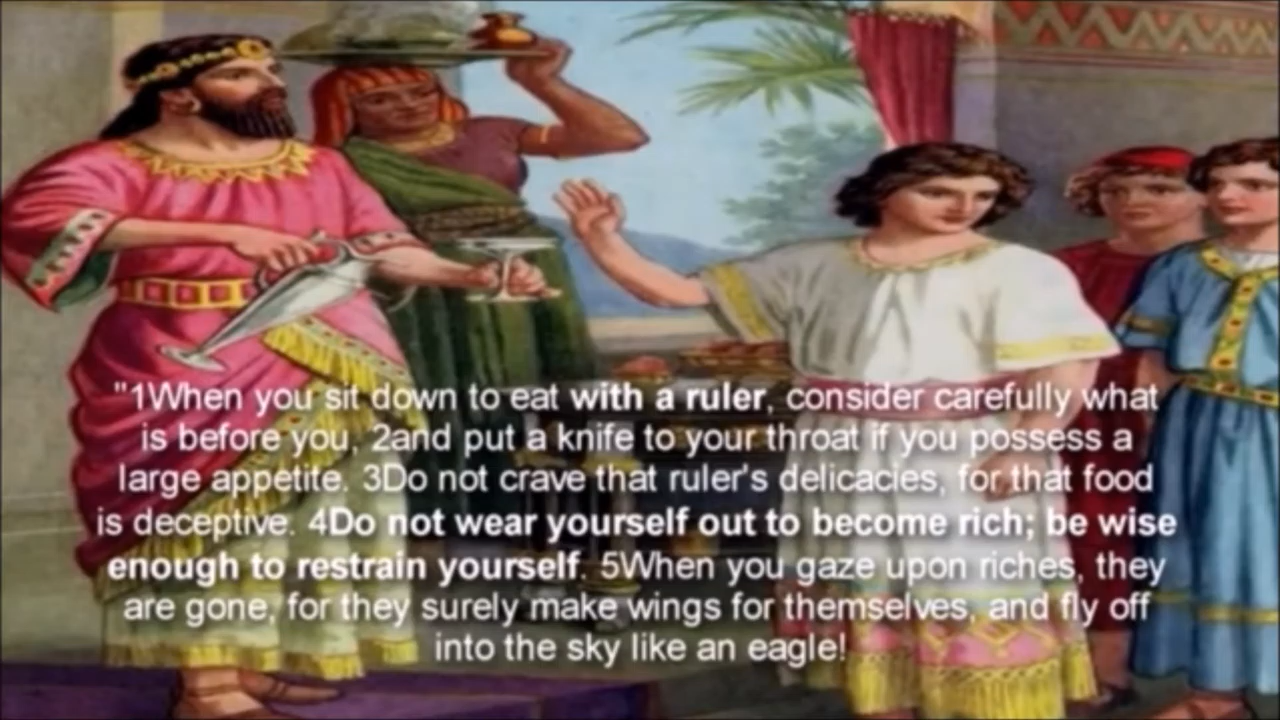 "1When you sit down to eat with a ruler, consider carefully what
is before you, 2and put a knife to your throat if you possess a
large appetite. 3Do not crave that ruler's delicacies, for that food
is deceptive. 4Do not wear yourself out to become rich; be wise
enough to restrain yourself. 5When you gaze upon riches, they
are gone, for they surely make wings for themselves, and fly off
into the sky like an eagle!